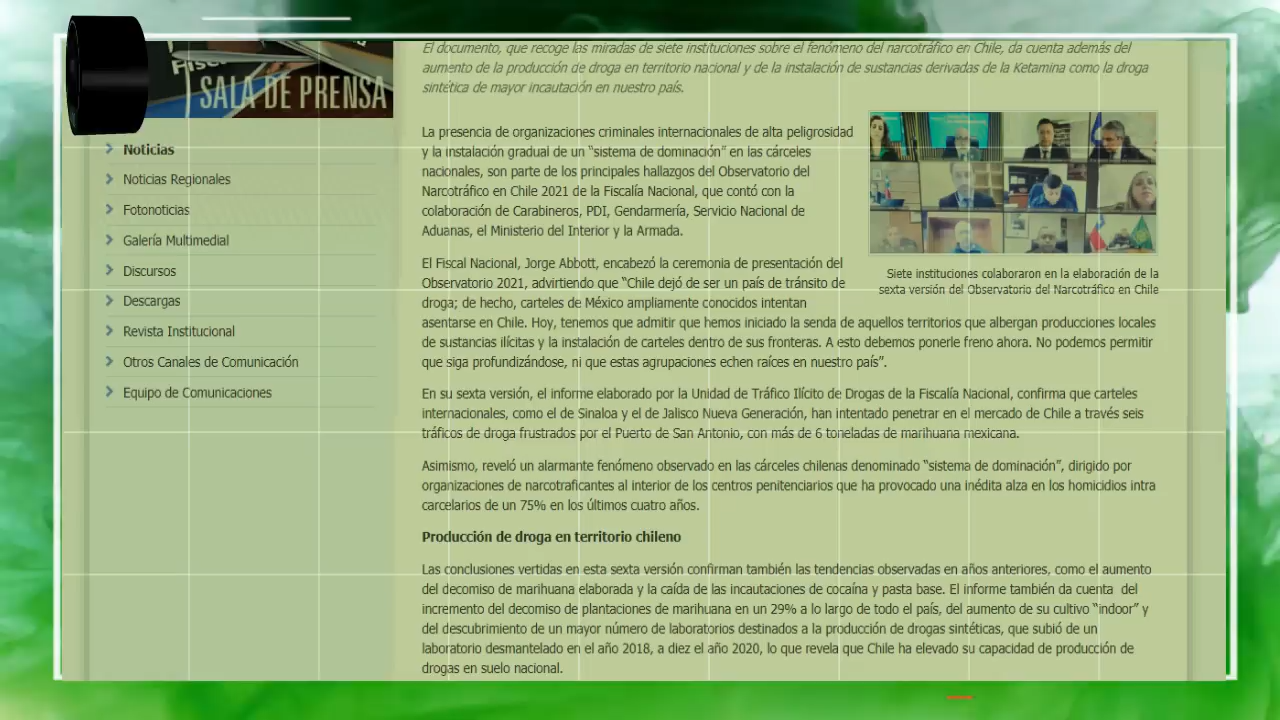 Fisc
SALA DE PRENSA
Noticias
Noticias Regionales
Fotonoticias
Galería Multimedial
Discursos
Descargas
Revista Institucional
Otros Canales de Comunicación
Equipo de Comunicaciones
El documento, que recoge las miradas de siete instituciones sobre el fenómeno del narcotráfico en Chile, da cuenta además del
aumento de la producción de droga en territorio nacional y de la instalación de sustancias derivadas de la Ketamina como la droga
sintética de mayor incautación en nuestro país.
La presencia de organizaciones criminales internacionales de alta peligrosidad
y la instalación gradual de un “sistema de dominación” en las cárceles
nacionales, son parte de los principales hallazgos del Observatorio del
Narcotráfico en Chile 2021 de la Fiscalía Nacional, que contó con la
colaboración de Carabineros, PDI, Gendarmería, Servicio Nacional de
Aduanas, el Ministerio del Interior y la Armada.
Siete instituciones colaboraron en la elaboración de la
sexta versión del Observatorio del Narcotráfico en Chile
El Fiscal Nacional, Jorge Abbott, encabezó la ceremonia de presentación del
Observatorio 2021, advirtiendo que “Chile dejó de ser un país de tránsito de
droga; de hecho, carteles de México ampliamente conocidos intentan
asentarse en Chile. Hoy, tenemos que admitir que hemos iniciado la senda de aquellos territorios que albergan producciones locales
de sustancias ilícitas y la instalación de carteles dentro de sus fronteras. A esto debemos ponerle freno ahora. No podemos permitir
que siga profundizándose, ni que estas agrupaciones echen raíces en nuestro país”.
En su sexta versión, el informe elaborado por la Unidad de Tráfico Ilícito de Drogas de la Fiscalía Nacional, confirma que carteles
internacionales, como el de Sinaloa y el de Jalisco Nueva Generación, han intentado penetrar en el mercado de Chile a través seis
tráficos de droga frustrados por el Puerto de San Antonio, con más de 6 toneladas de marihuana mexicana.
Asimismo, reveló un alarmante fenómeno observado en las cárceles chilenas denominado “sistema de dominación”, dirigido por
organizaciones de narcotraficantes al interior de los centros penitenciarios que ha provocado una inédita alza en los homicidios intra
carcelarios de un 75% en los últimos cuatro años.
Producción de droga en territorio chileno
Las conclusiones vertidas en esta sexta versión confirman también las tendencias observadas en años anteriores, como el aumento
del decomiso de marihuana elaborada y la caída de las incautaciones de cocaína y pasta base. El informe también da cuenta del
incremento del decomiso de plantaciones de marihuana en un 29% a lo largo de todo el país, del aumento de su cultivo “indoor” y
del descubrimiento de un mayor número de laboratorios destinados a la producción de drogas sintéticas, que subió de un
laboratorio desmantelado en el año 2018, a diez el año 2020, lo que revela que Chile ha elevado su capacidad de producción de
drogas en suelo nacional.